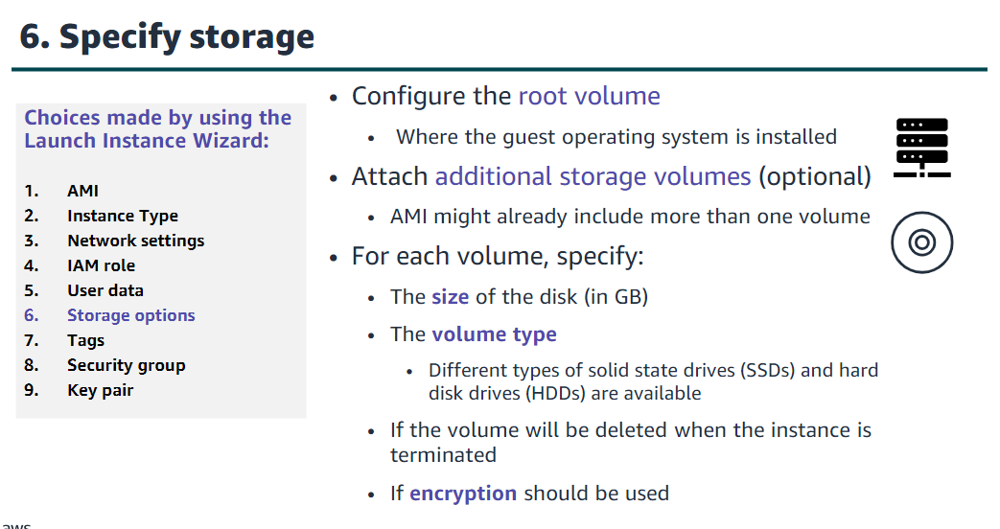 6. Specify storage
Choices made by using the
Launch Instance Wizard:
1. AMI
2. Instance Type
3. Network settings
4. IAM role
5. User data
6. Storage options
7. Tags
8. Security group
9. Key pair
• Configure the root volume
• Where the guest operating system is installed
• Attach additional storage volumes (optional)
• AMI might already include more than one volume
• For each volume, specify:
• The size of the disk (in GB)
• The volume type
• Different types of solid state drives (SSDs) and hard
disk drives (HDDs) are available
• If the volume will be deleted when the instance is
terminated
• If encryption should be used
aws